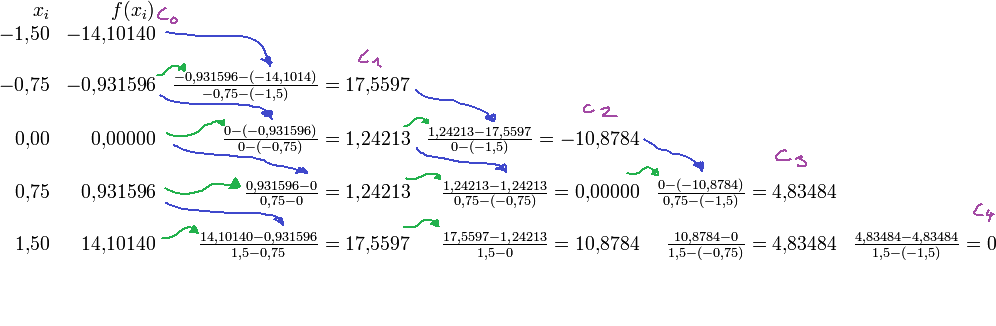 x_i f(x_i) C_0
−1,50 −14,10140
C_1
−0,75 −0,931596 \frac{−0,931596−(−14,1014)}{−0,75−(−1,5)} = 17,5597
C_2
0,00 0,00000 \frac{0−(−0,931596)}{0−(−0,75)} = 1,24213 \frac{1,24213−17,5597}{0−(−1,5)} = −10,8784
C_3
0,75 0,931596 \frac{0,931596−0}{0,75−0} = 1,24213 \frac{1,24213−1,24213}{0,75−(−0,75)} = 0,00000 \frac{0−(−10,8784)}{0,75−(−1,5)} = 4,83484
C_4
1,50 14,10140 \frac{14,10140−0,931596}{1,5−0,75} = 17,5597 \frac{17,5597−1,24213}{1,5−0} = 10,8784 \frac{10,8784−0}{1,5−(−0,75)} = 4,83484 \frac{4,83484−4,83484}{1,5−(−1,5)} = 0